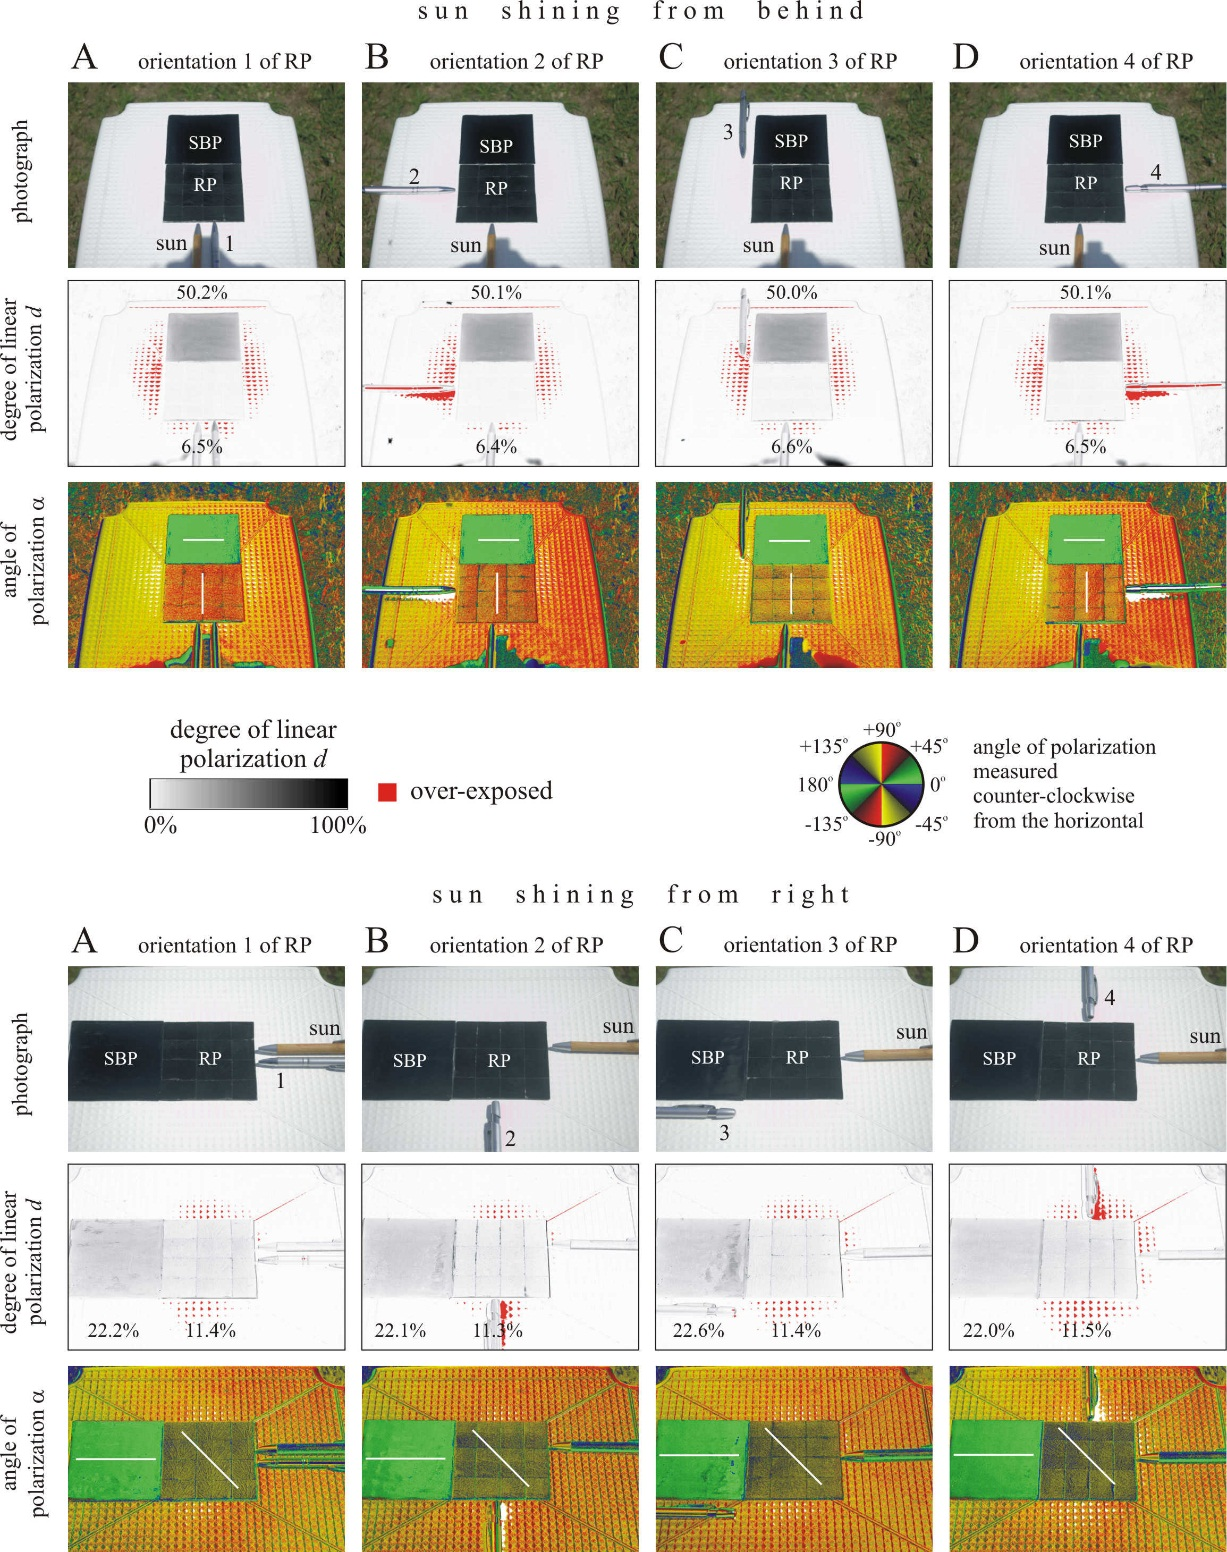 sun shining from behind
A orientation 1 of RP
B orientation 2 of RP
C orientation 3 of RP
D orientation 4 of RP
photograph
SBP
RP
sun 1
SBP
2
RP
sun
3
SBP
RP
sun
SBP
4
RP
sun
degree of linear
polarization d
50.2%
6.5%
50.1%
6.4%
50.0%
6.6%
50.1%
6.5%
angle of
polarization α
degree of linear
polarization d
0% 100%
over-exposed
+90°
+135° +45°
180° 0°
-135° -45°
-90°
angle of polarization
measured
counter-clockwise
from the horizontal
sun shining from right
A orientation 1 of RP
B orientation 2 of RP
C orientation 3 of RP
D orientation 4 of RP
photograph
SBP RP sun
1
SBP RP sun
2
SBP RP sun
3
4
SBP RP sun
degree of linear
polarization d
22.2% 11.4%
22.1% 11.3%
22.6% 11.4%
22.0% 11.5%
angle of
polarization α